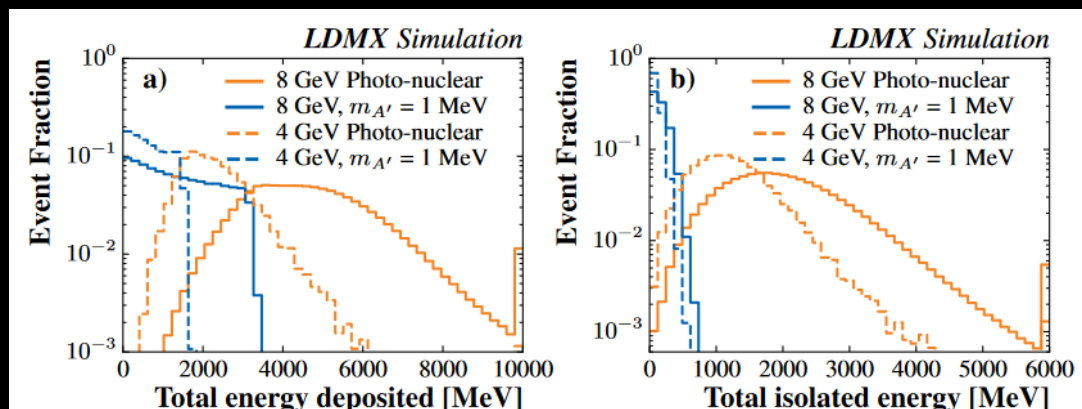 LDMX Simulation
a)
8 GeV Photo-nuclear
8 GeV, m_A′ = 1 MeV
4 GeV Photo-nuclear
4 GeV, m_A′ = 1 MeV
Event Fraction
10⁰
10⁻¹
10⁻²
10⁻³
0 2000 4000 6000 8000 10000
Total energy deposited [MeV]
LDMX Simulation
b)
8 GeV Photo-nuclear
8 GeV, m_A′ = 1 MeV
4 GeV Photo-nuclear
4 GeV, m_A′ = 1 MeV
Event Fraction
10⁰
10⁻¹
10⁻²
10⁻³
0 1000 2000 3000 4000 5000 6000
Total isolated energy [MeV]